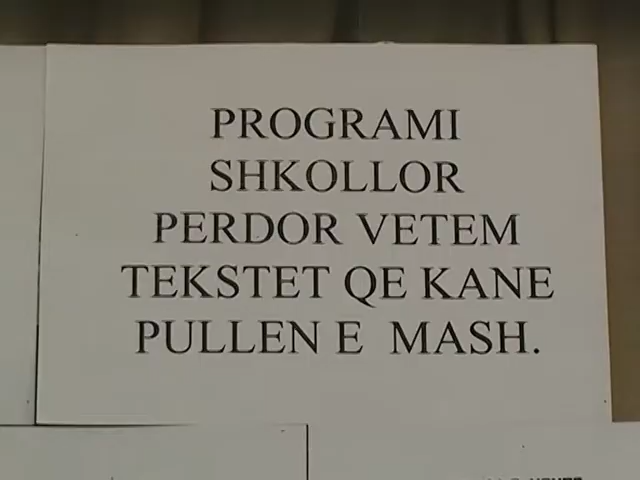 PROGRAMI
SHKOLLOR
PERDOR VETEM
TEKSTET QE KANE
PULLEN E MASH.